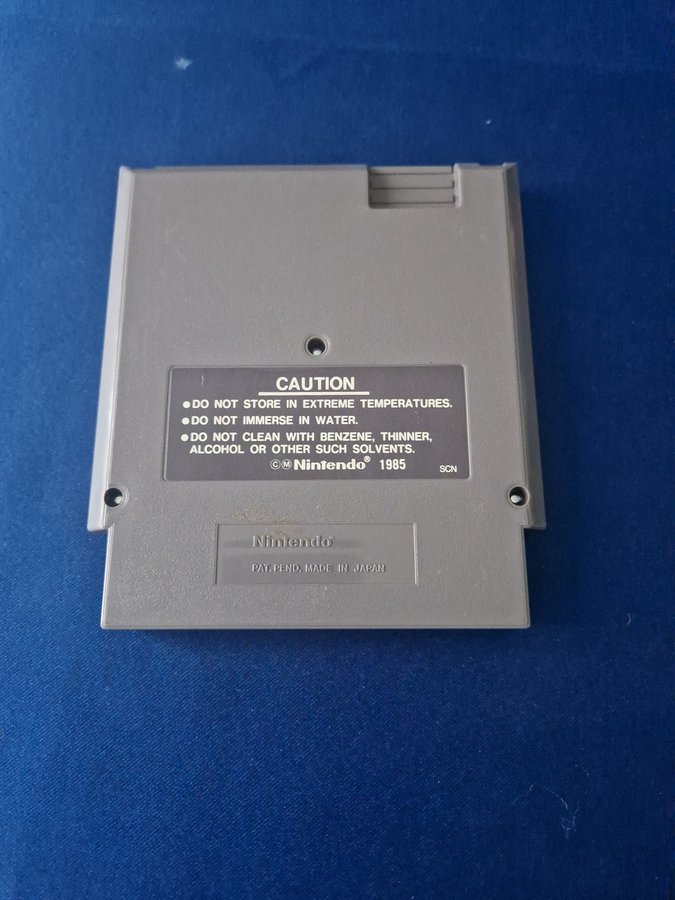 CAUTION
●DO NOT STORE IN EXTREME TEMPERATURES.
●DO NOT IMMERSE IN WATER.
●DO NOT CLEAN WITH BENZENE, THINNER,
ALCOHOL OR OTHER SUCH SOLVENTS.
©Ⓜ Nintendo® 1985 SCN
Nintendo®
PAT. PEND. MADE IN JAPAN